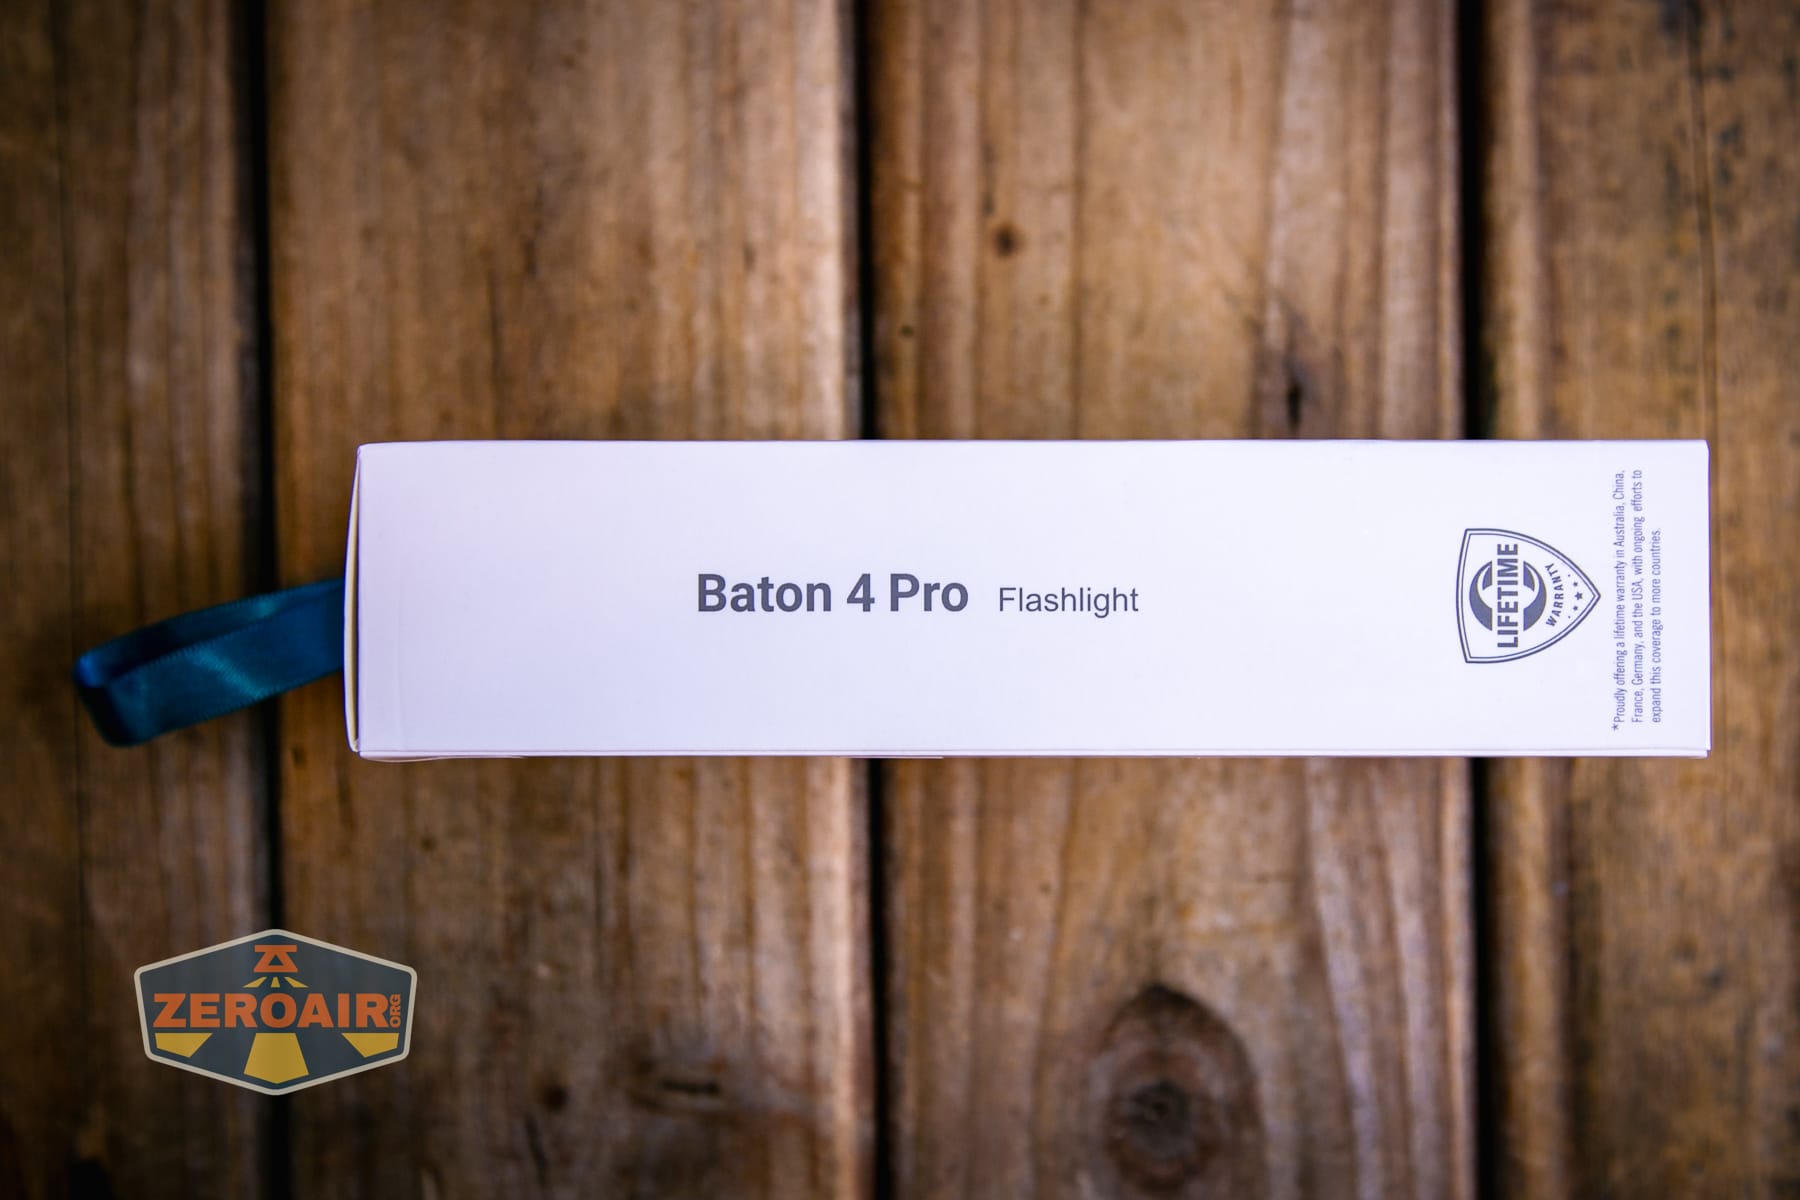 Baton 4 Pro Flashlight
LIFETIME
WARRANTY
*Proudly offering a lifetime warranty in Australia, China,
France, Germany, and the USA, with ongoing efforts to
expand this coverage to more countries.
ZEROAIR.ORG